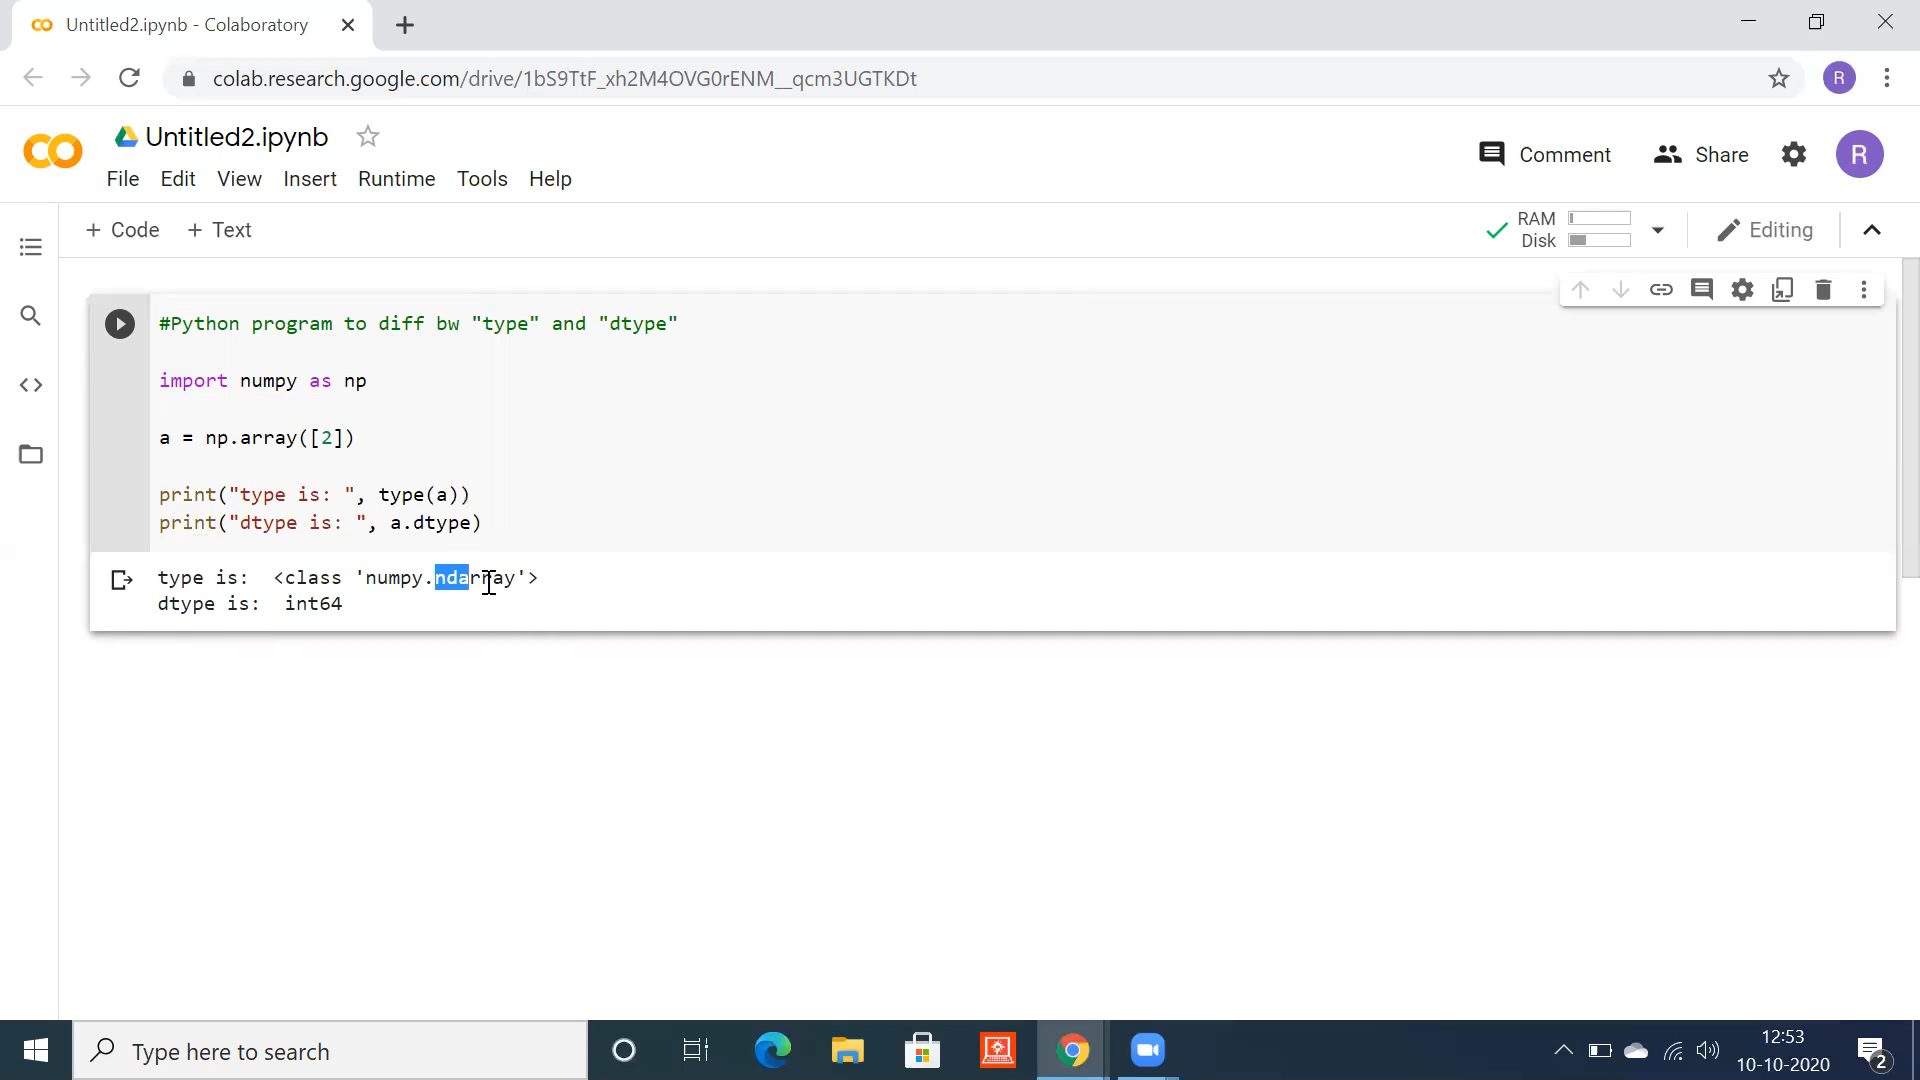 Untitled2.ipynb - Colaboratory
colab.research.google.com/drive/1bS9TtF_xh2M4OVG0rENM__qcm3UGTKDt
R
Untitled2.ipynb
File Edit View Insert Runtime Tools Help
Comment Share R
+ Code + Text
RAM
Disk
Editing
#Python program to diff bw "type" and "dtype"
import numpy as np
a = np.array([2])
print("type is: ", type(a))
print("dtype is: ", a.dtype)
type is:  <class 'numpy.ndarray'>
dtype is:  int64
Type here to search
12:53
10-10-2020
2